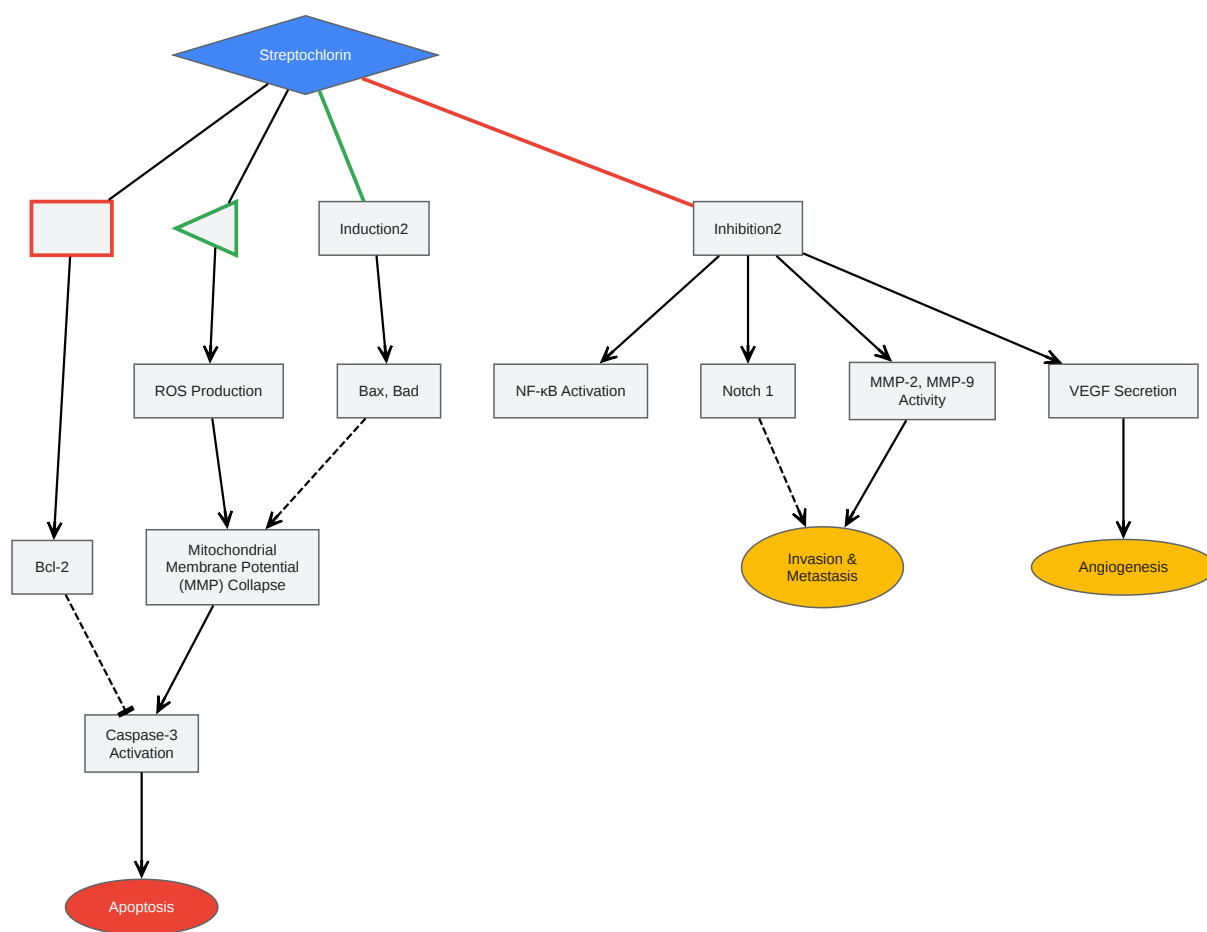 Streptochlorin
Induction2
Inhibition2
ROS Production
Bax, Bad
NF-κB Activation
Notch 1
MMP-2, MMP-9
Activity
VEGF Secretion
Bcl-2
Mitochondrial
Membrane Potential
(MMP) Collapse
Invasion &
Metastasis
Angiogenesis
Caspase-3
Activation
Apoptosis